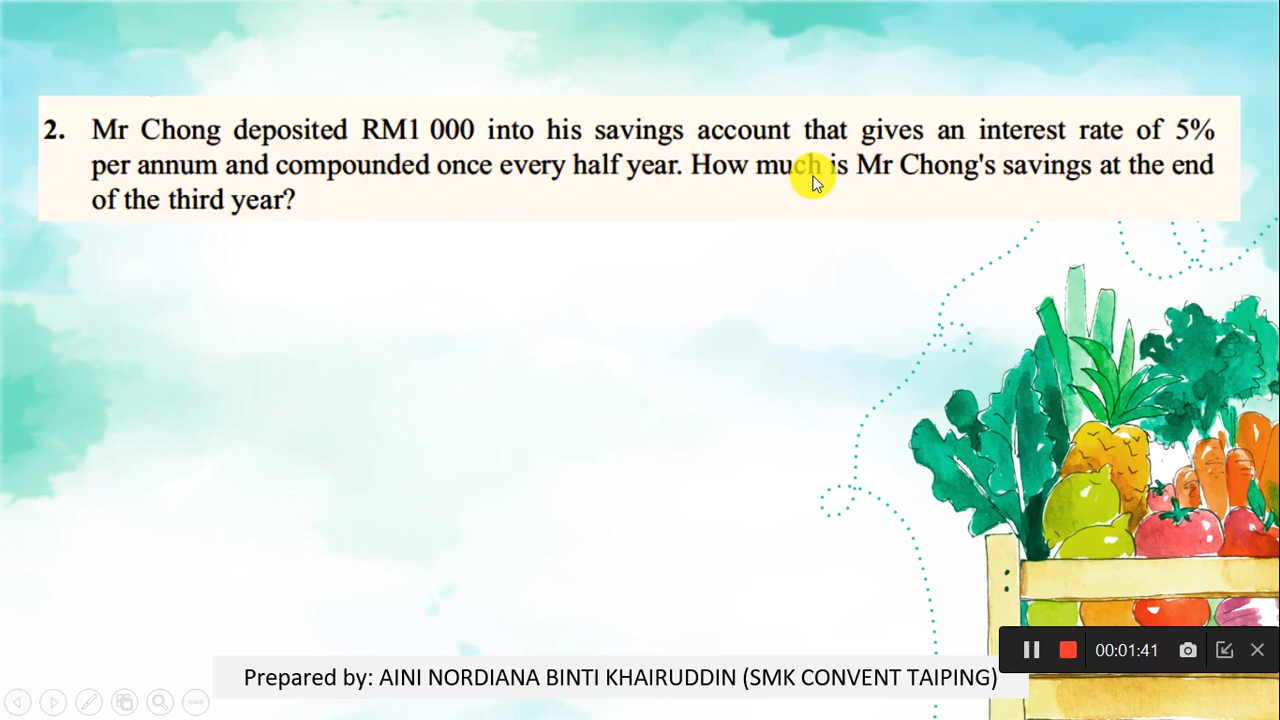 2. Mr Chong deposited RM1 000 into his savings account that gives an interest rate of 5%
per annum and compounded once every half year. How much is Mr Chong's savings at the end
of the third year?
00:01:41
Prepared by: AINI NORDIANA BINTI KHAIRUDDIN (SMK CONVENT TAIPING)